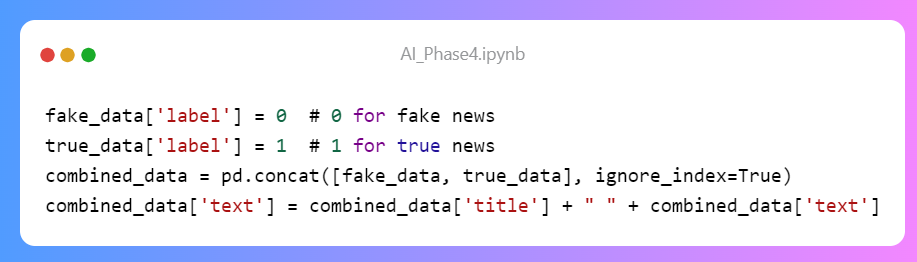 AI_Phase4.ipynb
fake_data['label'] = 0  # 0 for fake news
true_data['label'] = 1  # 1 for true news
combined_data = pd.concat([fake_data, true_data], ignore_index=True)
combined_data['text'] = combined_data['title'] + " " + combined_data['text']